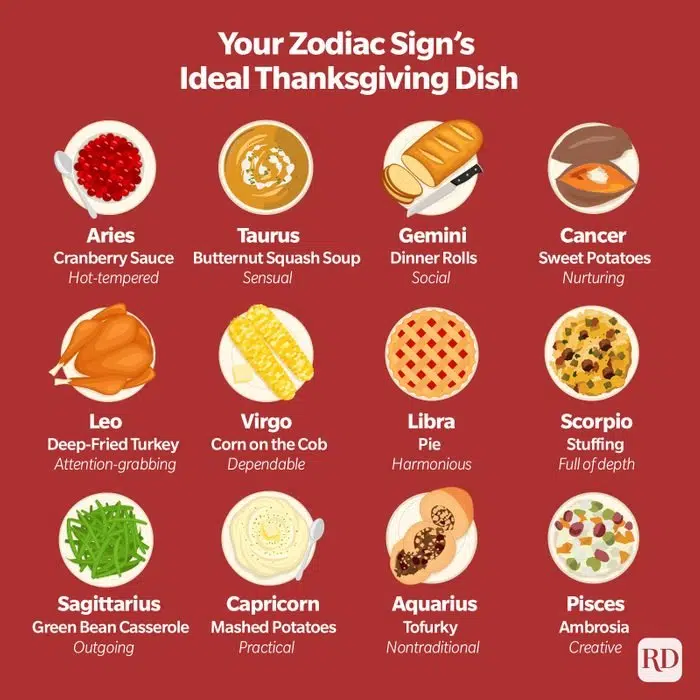 Your Zodiac Sign's
Ideal Thanksgiving Dish
Aries
Cranberry Sauce
Hot-tempered
Taurus
Butternut Squash Soup
Sensual
Gemini
Dinner Rolls
Social
Cancer
Sweet Potatoes
Nurturing
Leo
Deep-Fried Turkey
Attention-grabbing
Virgo
Corn on the Cob
Dependable
Libra
Pie
Harmonious
Scorpio
Stuffing
Full of depth
Sagittarius
Green Bean Casserole
Outgoing
Capricorn
Mashed Potatoes
Practical
Aquarius
Tofurky
Nontraditional
Pisces
Ambrosia
Creative
RD